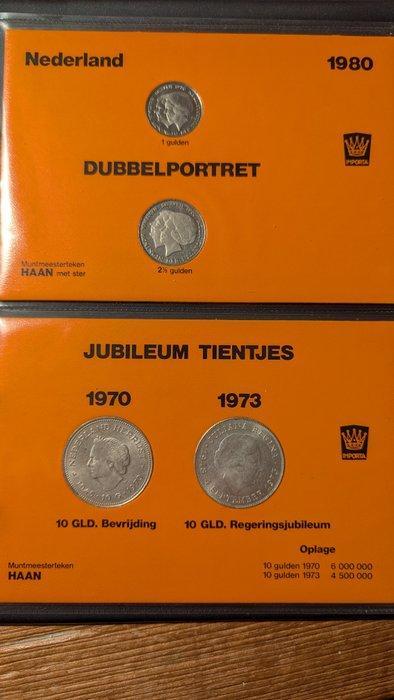 Nederland
1980
1 gulden
IMPORTA
DUBBELPORTRET
Muntmeesterteken
HAAN met ster
2½ gulden
JUBILEUM TIENTJES
1970
1973
NEDERLAND HERRIJST
IMPORTA
10 GLD. Bevrijding
10 GLD. Regeringsjubileum
Oplage
Muntmeesterteken
HAAN
10 gulden 1970 6 000 000
10 gulden 1973 4 500 000